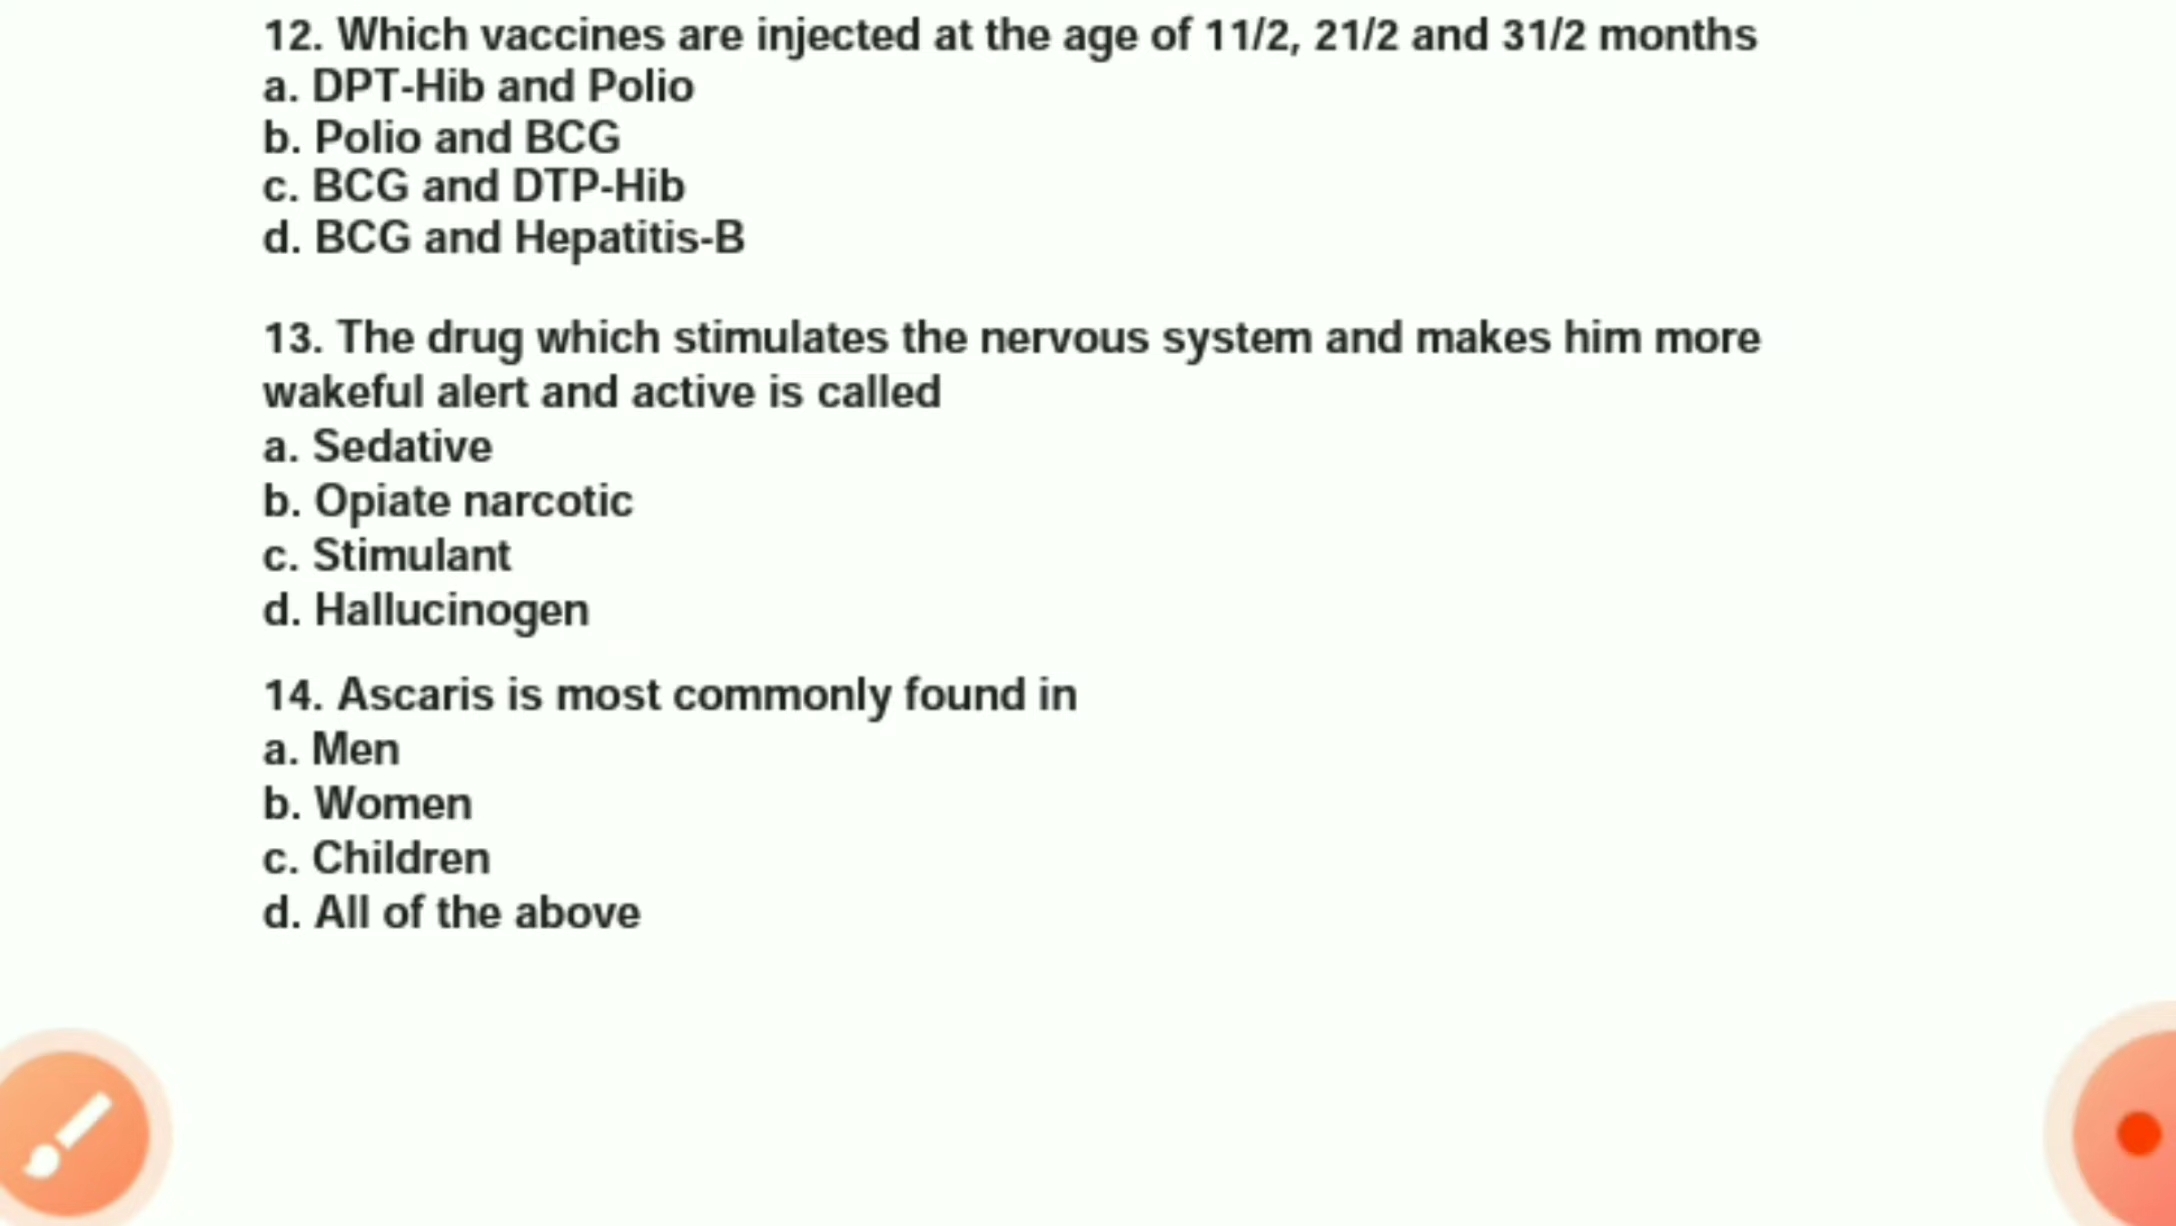 12. Which vaccines are injected at the age of 11/2, 21/2 and 31/2 months
a. DPT-Hib and Polio
b. Polio and BCG
c. BCG and DTP-Hib
d. BCG and Hepatitis-B
13. The drug which stimulates the nervous system and makes him more
wakeful alert and active is called
a. Sedative
b. Opiate narcotic
c. Stimulant
d. Hallucinogen
14. Ascaris is most commonly found in
a. Men
b. Women
c. Children
d. All of the above